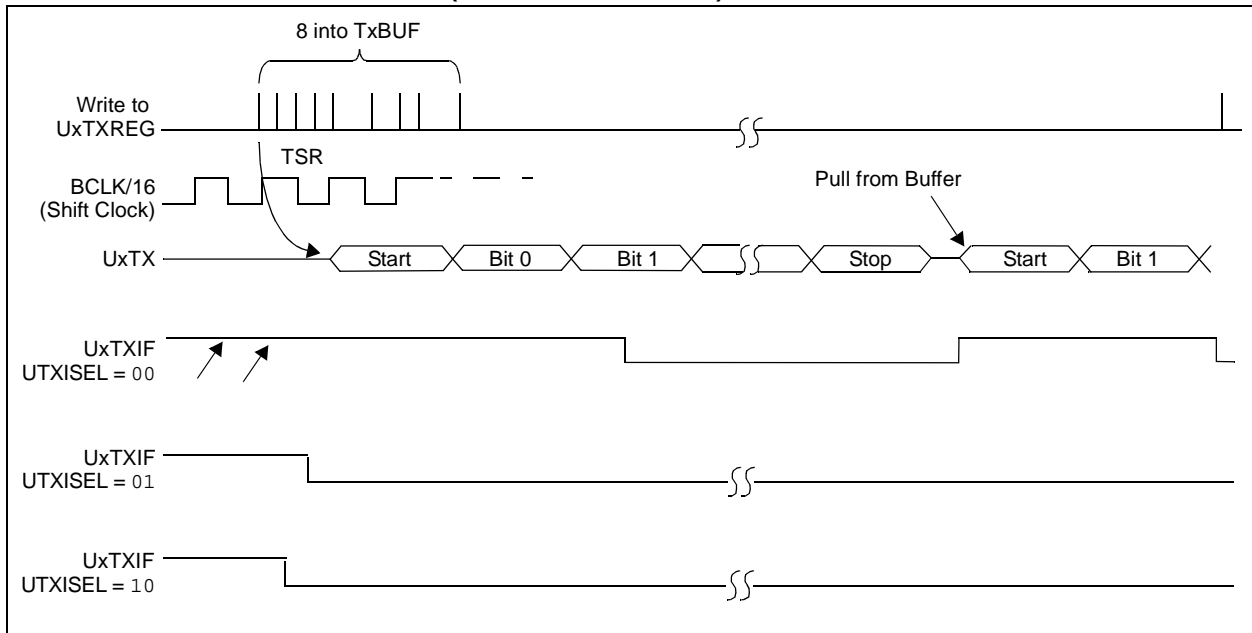 8 into TxBUF
Write to
UxTXREG
TSR
BCLK/16
(Shift Clock)
Pull from Buffer
UxTX
Start
Bit 0
Bit 1
Stop
Start
Bit 1
UxTXIF
UTXISEL = 00
UxTXIF
UTXISEL = 01
UxTXIF
UTXISEL = 10